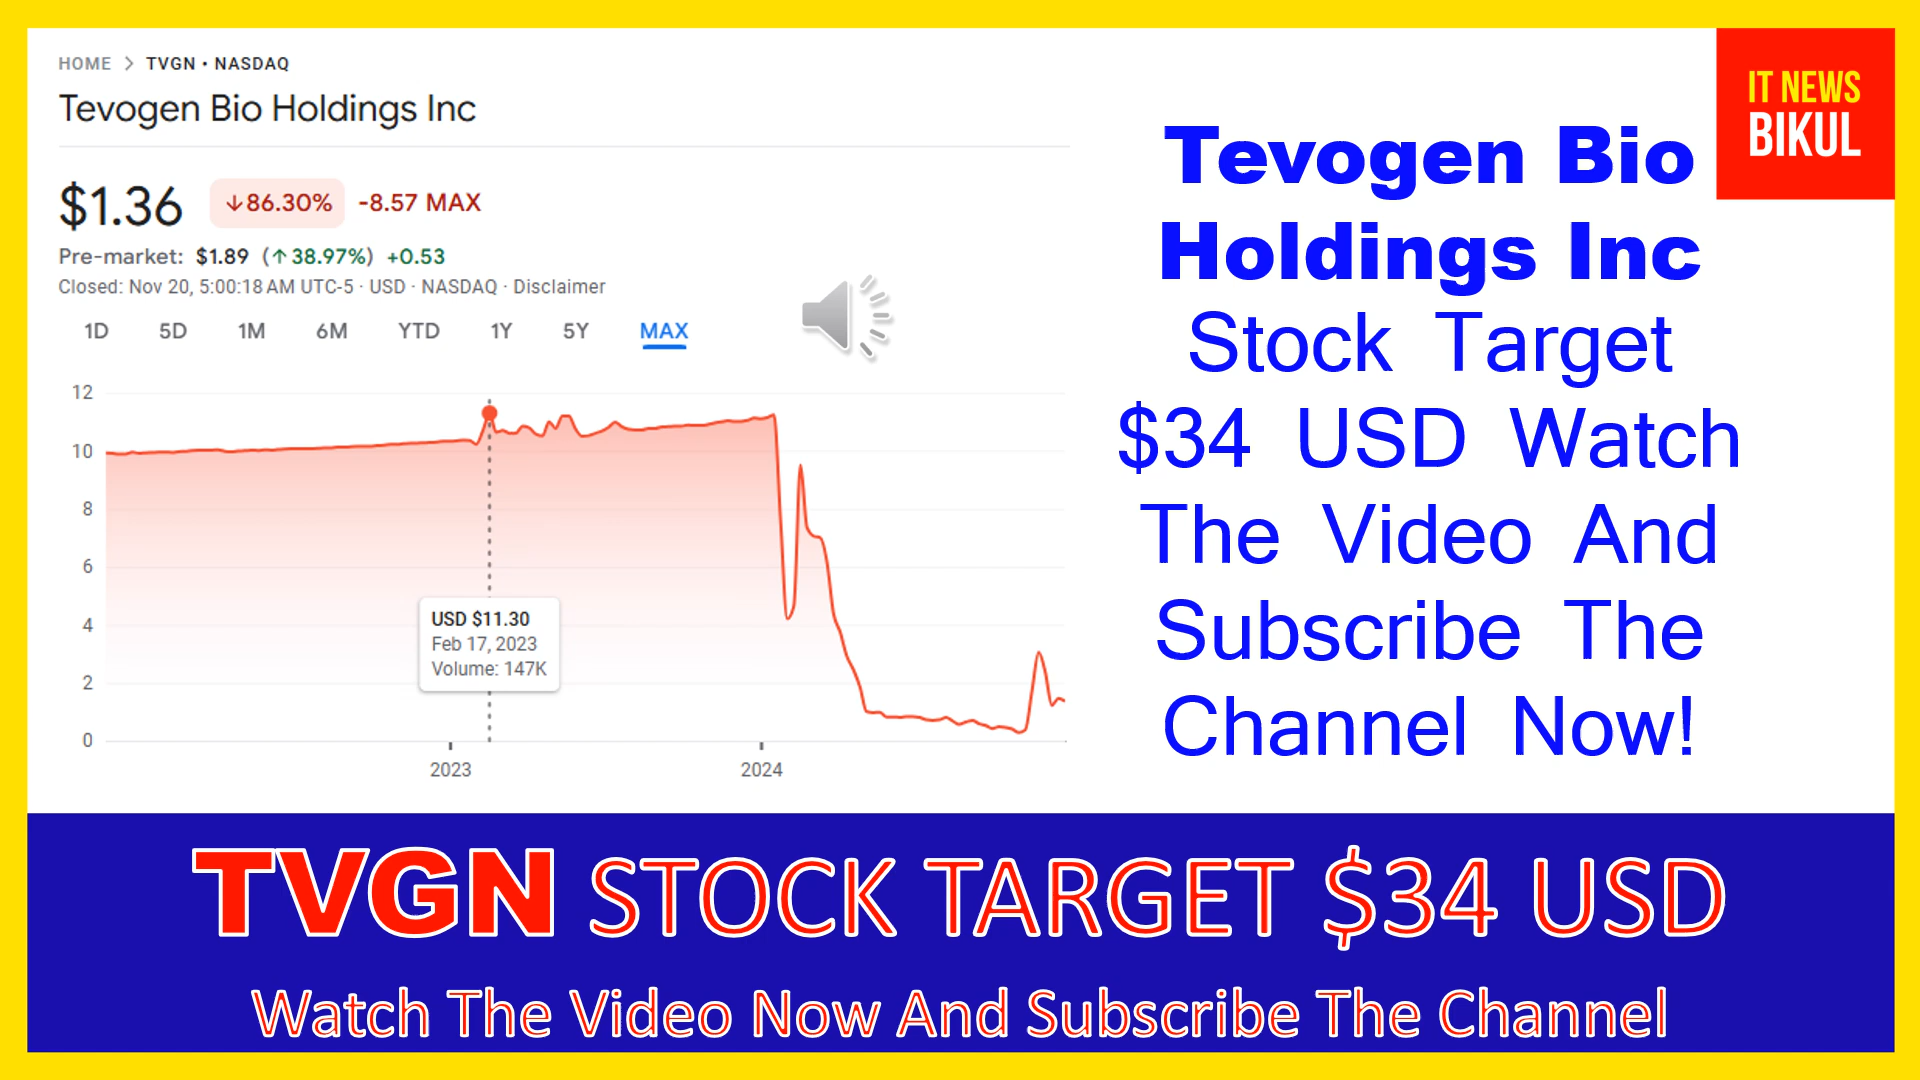 HOME > TVGN • NASDAQ
Tevogen Bio Holdings Inc
$1.36 ↓86.30% -8.57 MAX
Pre-market: $1.89 (↑38.97%) +0.53
Closed: Nov 20, 5:00:18 AM UTC-5 · USD · NASDAQ · Disclaimer
1D 5D 1M 6M YTD 1Y 5Y MAX
12
10
8
6
4
2
0
USD $11.30
Feb 17, 2023
Volume: 147K
2023 2024
Tevogen Bio
Holdings Inc
Stock Target
$34 USD Watch
The Video And
Subscribe The
Channel Now!
IT NEWS
BIKUL
TVGN STOCK TARGET $34 USD
Watch The Video Now And Subscribe The Channel